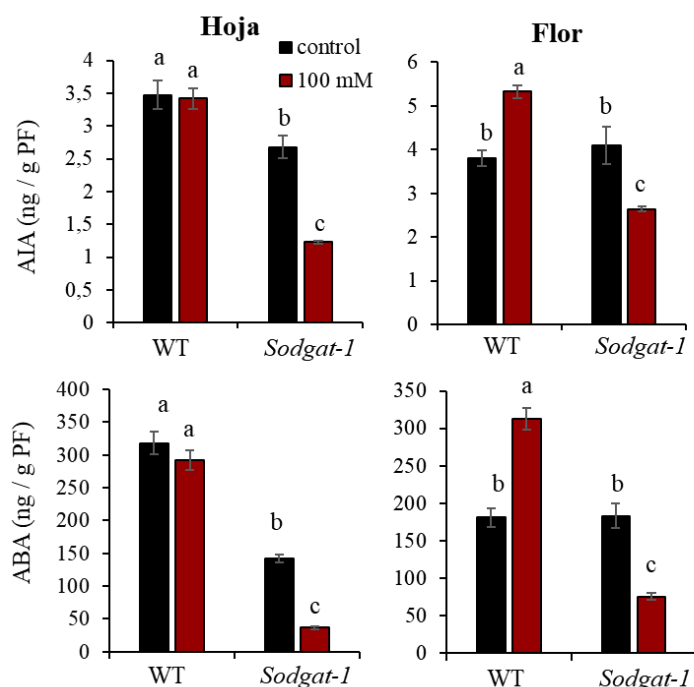 Hoja
control
100 mM
Flor
AIA (ng / g PF)
4
3,5
3
2,5
2
1,5
1
0,5
0
a
a
b
c
WT
Sodgat-1
6
5
4
3
2
1
0
b
a
b
c
WT
Sodgat-1
ABA (ng / g PF)
400
350
300
250
200
150
100
50
0
a
a
b
c
WT
Sodgat-1
350
300
250
200
150
100
50
0
b
a
b
c
WT
Sodgat-1